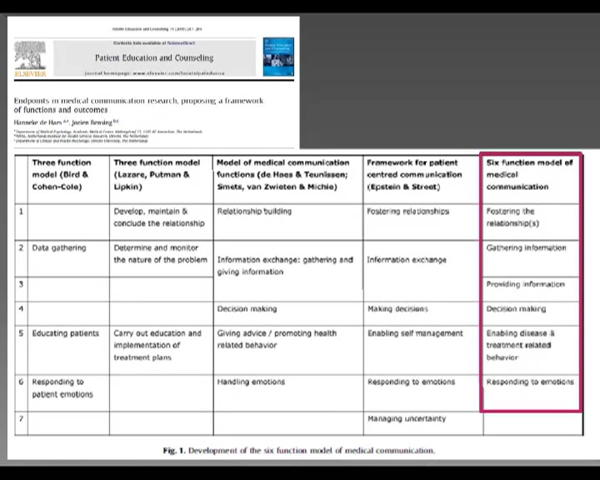 Patient Education and Counseling
ELSEVIER
Endpoints in medical communication research, proposing a framework
of functions and outcomes
Hanneke de Haes Jozien Bensing
Three function model (Bird & Cohen-Cole)
Three function model (Lazare, Putman & Lipkin)
Model of medical communication functions (de Haes & Teunissen; Smets, van Zwieten & Michie)
Framework for patient centred communication (Epstein & Street)
Six function model of medical communication
1
Develop, maintain & conclude the relationship
Relationship building
Fostering relationships
Fostering the relationship(s)
2
Data gathering
Determine and monitor the nature of the problem
Information exchange: gathering and giving information
Information exchange
Gathering information
3
Providing information
4
Decision making
Making decisions
Decision making
5
Educating patients
Carry out education and implementation of treatment plans
Giving advice / promoting health related behavior
Enabling self management
Enabling disease & treatment related behavior
6
Responding to patient emotions
Handling emotions
Responding to emotions
Responding to emotions
7
Managing uncertainty
Fig. 1. Development of the six function model of medical communication.